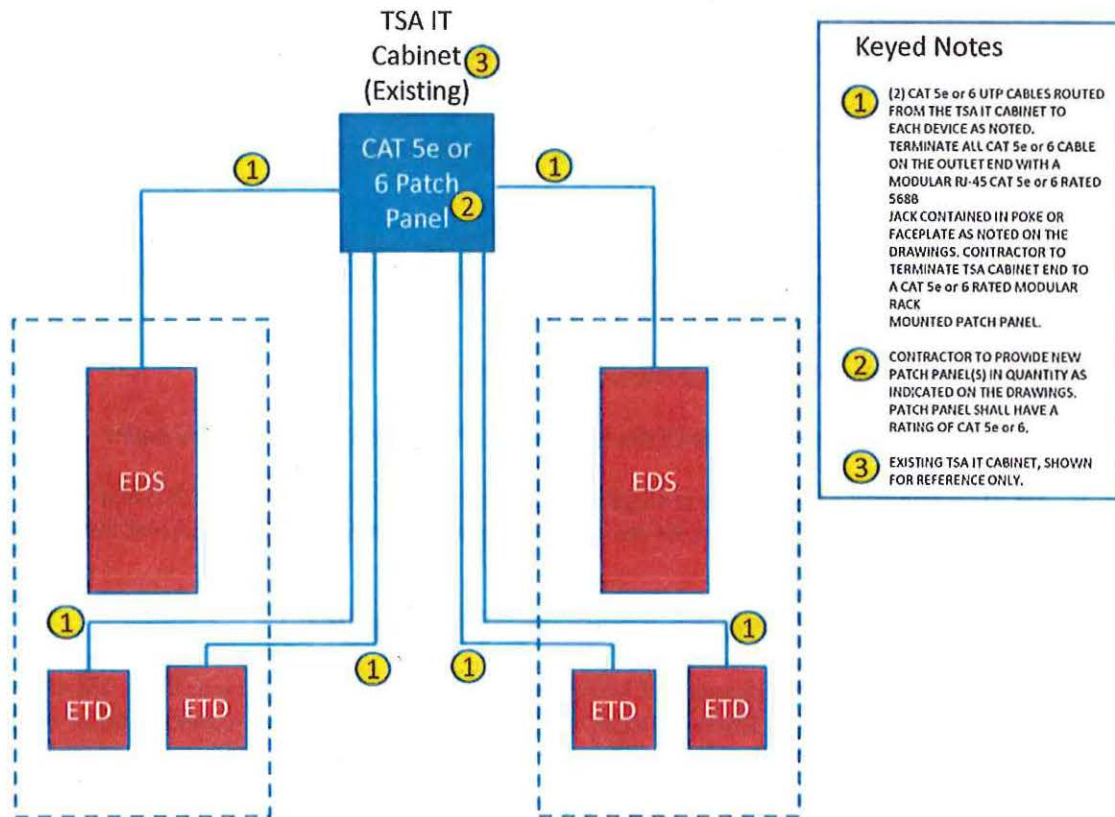 TSA IT
Cabinet 3
(Existing)
CAT 5e or
6 Patch
Panel 2
1
1
EDS
EDS
1
1
1
1
ETD
ETD
ETD
ETD
Keyed Notes
1 (2) CAT 5e or 6 UTP CABLES ROUTED
FROM THE TSA IT CABINET TO
EACH DEVICE AS NOTED.
TERMINATE ALL CAT 5e or 6 CABLE
ON THE OUTLET END WITH A
MODULAR RJ-45 CAT 5e or 6 RATED
568B
JACK CONTAINED IN POKE OR
FACEPLATE AS NOTED ON THE
DRAWINGS. CONTRACTOR TO
TERMINATE TSA CABINET END TO
A CAT 5e or 6 RATED MODULAR
RACK
MOUNTED PATCH PANEL.
2 CONTRACTOR TO PROVIDE NEW
PATCH PANEL(S) IN QUANTITY AS
INDICATED ON THE DRAWINGS.
PATCH PANEL SHALL HAVE A
RATING OF CAT 5e or 6.
3 EXISTING TSA IT CABINET, SHOWN
FOR REFERENCE ONLY.